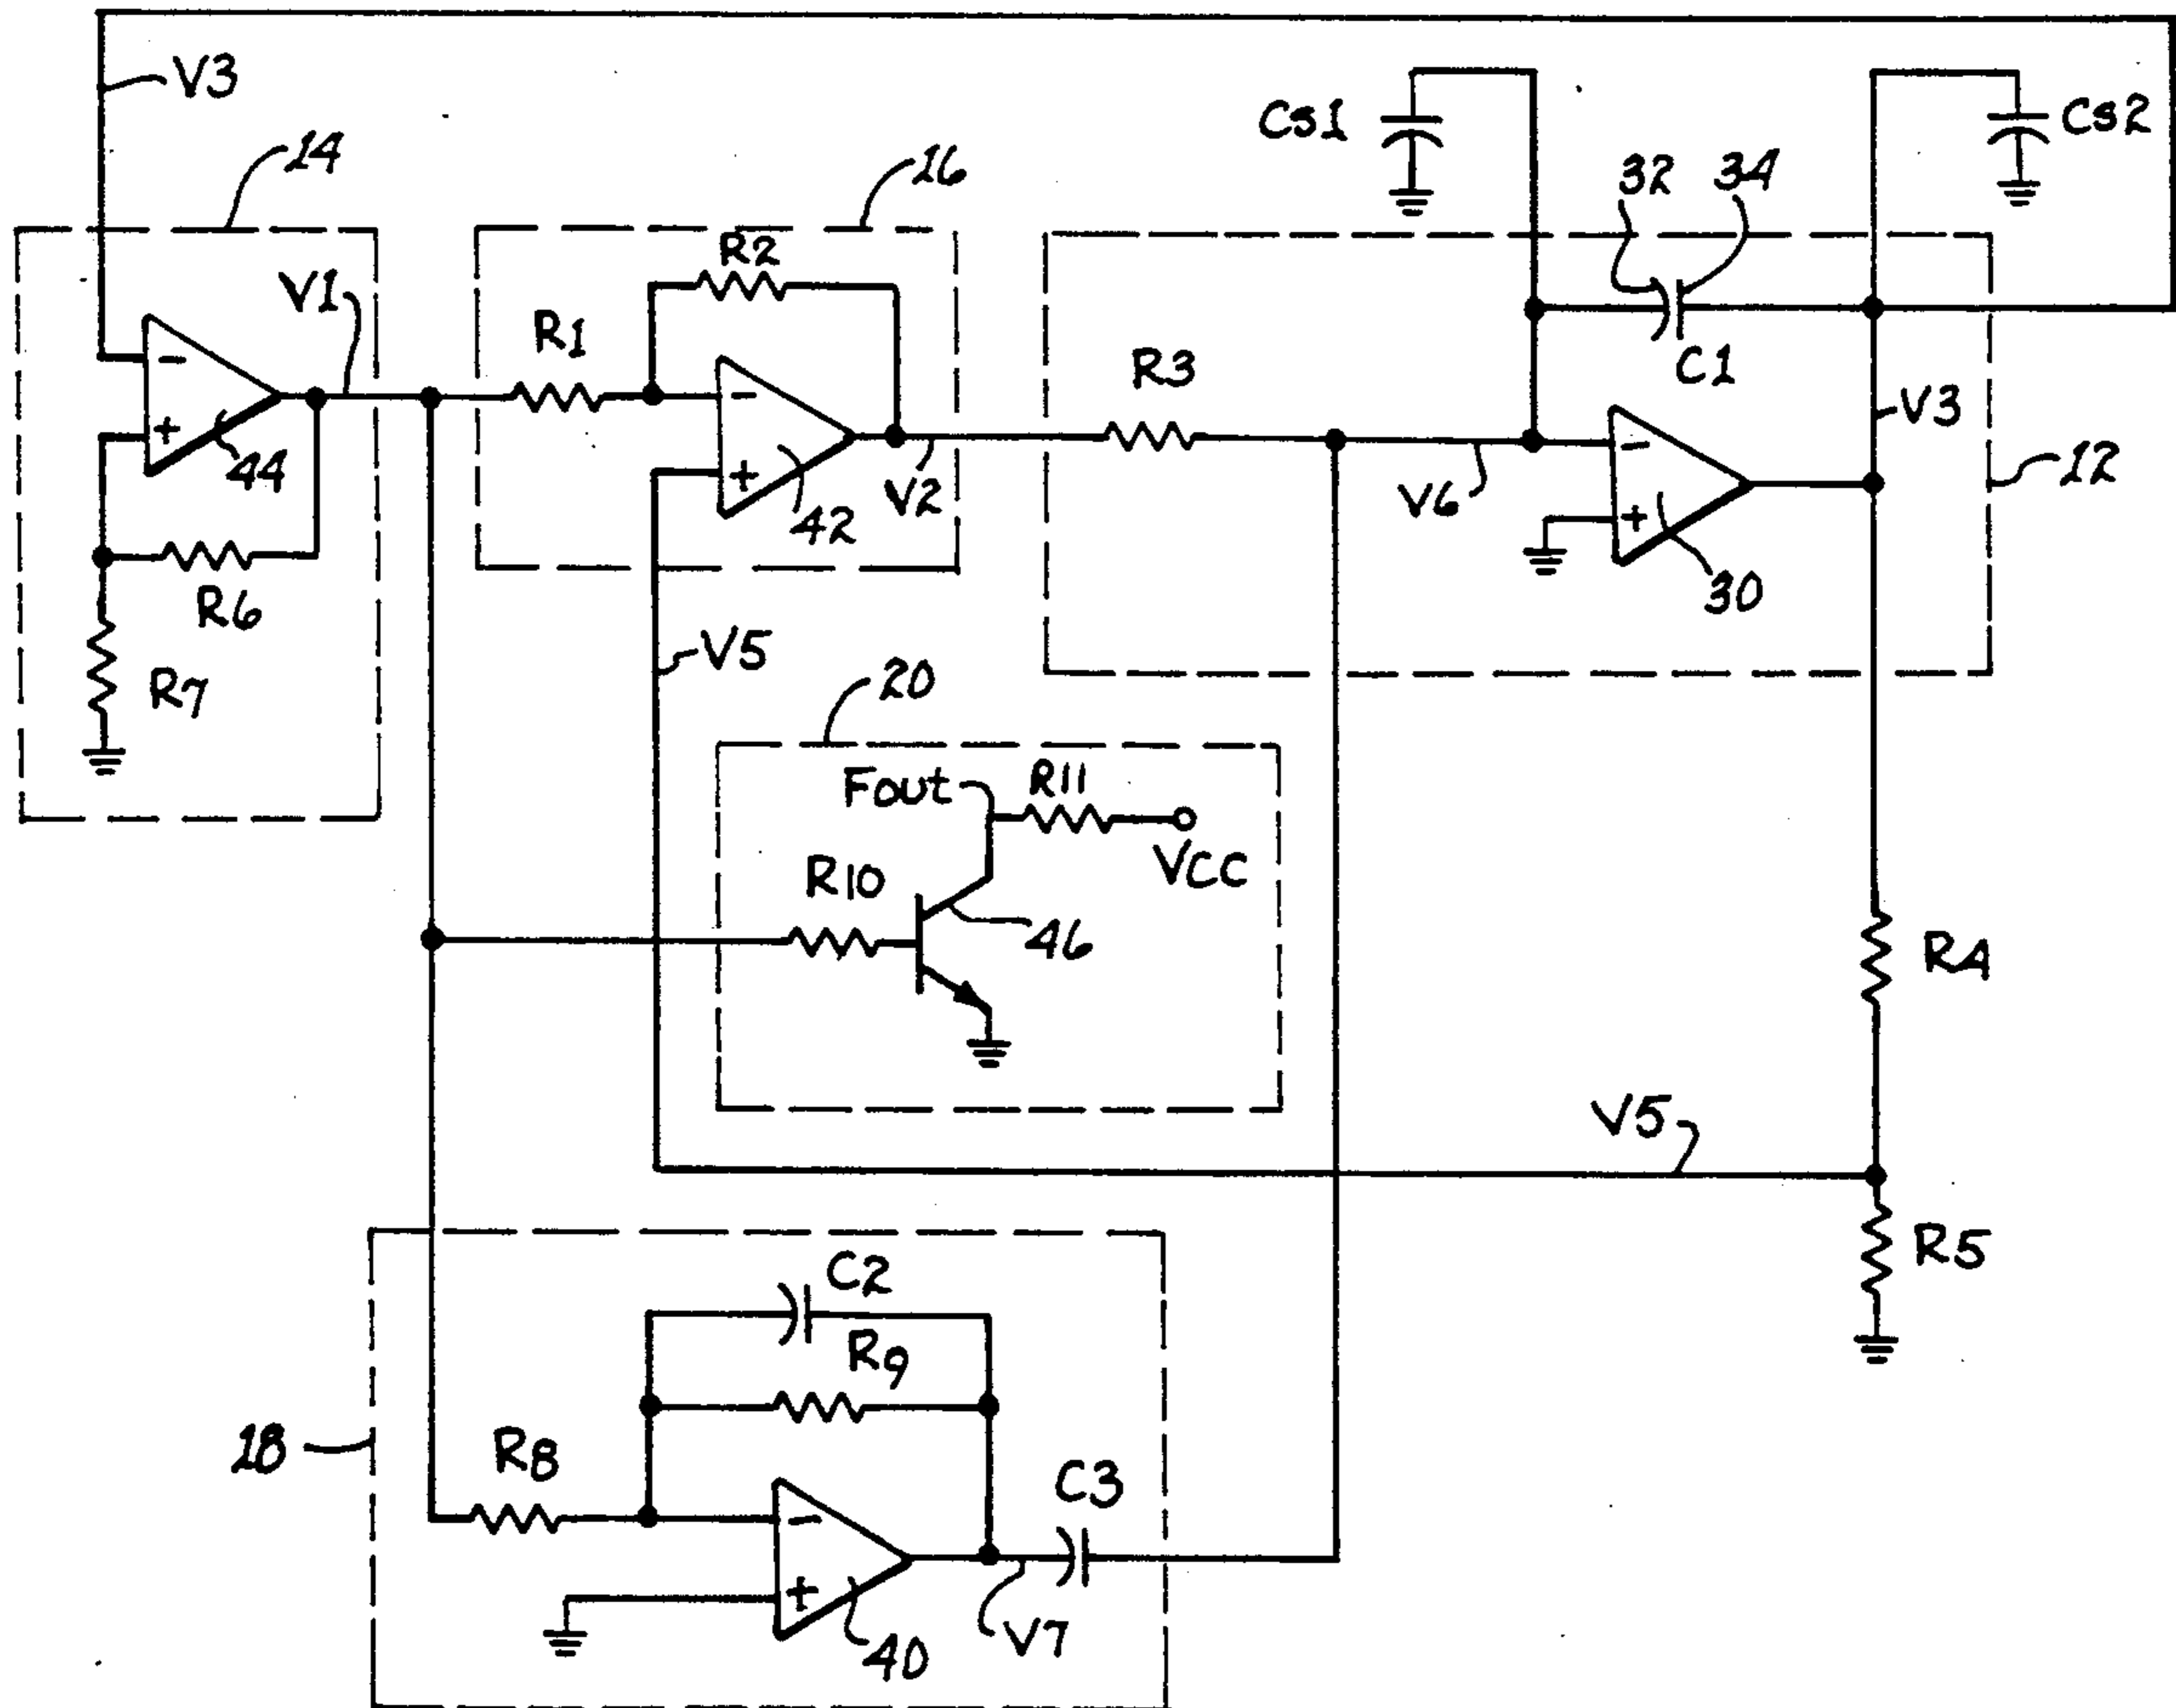 V3
Cs1
Cs2
14
16
32
34
V1
R2
R1
R3
C1
V3
-
+
44
-
+
42
V2
V6
-
+
30
12
R6
R7
V5
20
Fout
R11
VCC
R10
46
R4
V5
R5
C2
R9
18
R8
C3
-
+
40
V7